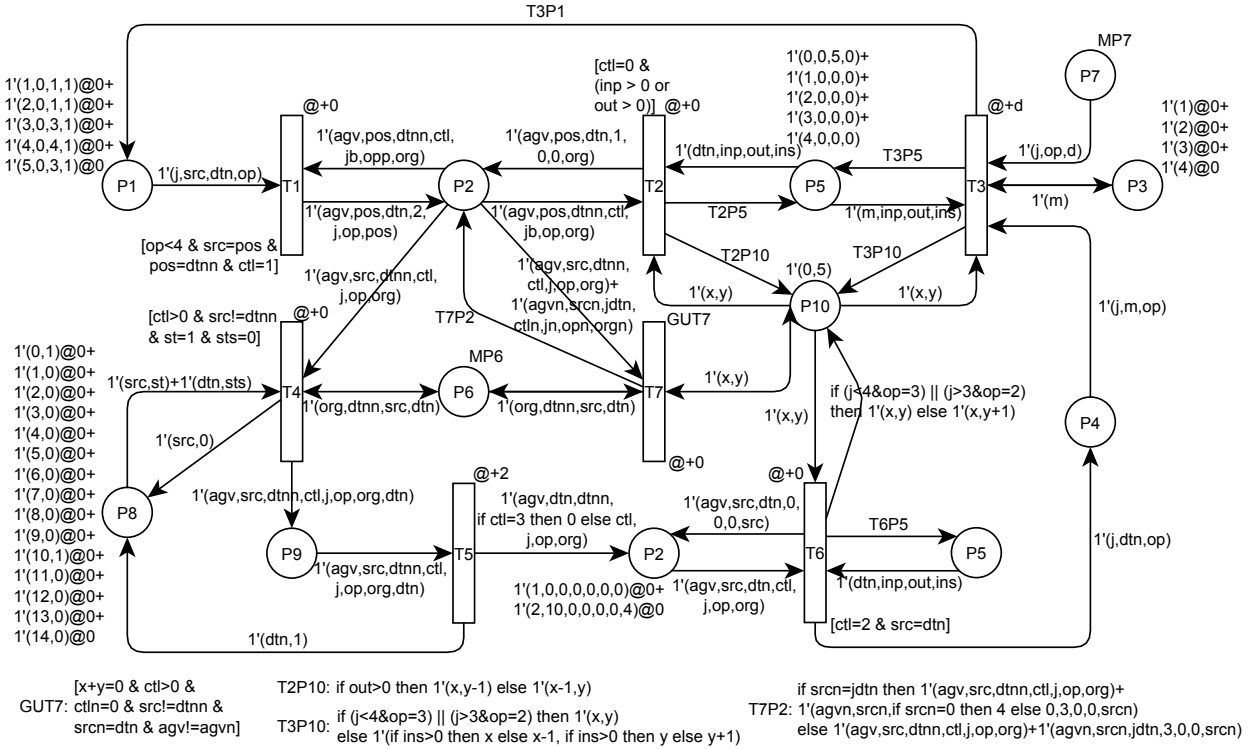 T3P1
MP7
1'(1,0,1,1)@0+
1'(2,0,1,1)@0+
1'(3,0,3,1)@0+
1'(4,0,4,1)@0+
1'(5,0,3,1)@0
P1
1'(j,src,dtn,op)
@+0
T1
[op<4 & src=pos &
pos=dtnn & ctl=1]
1'(agv,pos,dtnn,ctl,
jb,opp,org)
1'(agv,pos,dtn,2,
j,op,pos)
P2
1'(agv,pos,dtn,1,
0,0,org)
1'(agv,pos,dtnn,ctl,
jb,op,org)
[ctl=0 &
(inp > 0 or
out > 0)]
@+0
T2
1'(dtn,inp,out,ins)
T2P5
1'(0,0,5,0)+
1'(1,0,0,0)+
1'(2,0,0,0)+
1'(3,0,0,0)+
1'(4,0,0,0)
P5
T3P5
1'(m,inp,out,ins)
@+d
T3
P7
1'(j,op,d)
1'(m)
P3
1'(1)@0+
1'(2)@0+
1'(3)@0+
1'(4)@0
T2P10
T3P10
1'(0,5)
P10
1'(x,y)
1'(x,y)
1'(j,m,op)
1'(agv,src,dtnn,ctl,
j,op,org)
1'(agv,src,dtnn,
ctl,j,op,org)+
1'(agvn,srcn,jdtn,
ctln,jn,opn,orgn)
T7P2
[ctl>0 & src!=dtnn
& st=1 & sts=0]
@+0
T4
GUT7
T7
@+0
1'(x,y)
MP6
P6
1'(org,dtnn,src,dtn)
1'(org,dtnn,src,dtn)
1'(0,1)@0+
1'(1,0)@0+
1'(2,0)@0+
1'(3,0)@0+
1'(4,0)@0+
1'(5,0)@0+
1'(6,0)@0+
1'(7,0)@0+
1'(8,0)@0+
1'(9,0)@0+
1'(10,1)@0+
1'(11,0)@0+
1'(12,0)@0+
1'(13,0)@0+
1'(14,0)@0
1'(src,st)+1'(dtn,sts)
1'(src,0)
P8
1'(agv,src,dtnn,ctl,j,op,org,dtn)
P9
1'(agv,src,dtnn,ctl,
j,op,org,dtn)
@+2
T5
1'(dtn,1)
1'(agv,dtn,dtnn,
if ctl=3 then 0 else ctl,
j,op,org)
P2
1'(1,0,0,0,0,0,0)@0+
1'(2,10,0,0,0,0,4)@0
1'(agv,src,dtn,0,
0,0,src)
1'(agv,src,dtn,ctl,
j,op,org)
1'(x,y)
if (j<4&op=3) || (j>3&op=2)
then 1'(x,y) else 1'(x,y+1)
P4
@+0
T6
T6P5
P5
1'(dtn,inp,out,ins)
[ctl=2 & src=dtn]
1'(j,dtn,op)
GUT7:
[x+y=0 & ctl>0 &
ctln=0 & src!=dtnn &
srcn=dtn & agv!=agvn]
T2P10: if out>0 then 1'(x,y-1) else 1'(x-1,y)
T3P10:
if (j<4&op=3) || (j>3&op=2) then 1'(x,y)
else 1'(if ins>0 then x else x-1, if ins>0 then y else y+1)
T7P2:
if srcn=jdtn then 1'(agv,src,dtnn,ctl,j,op,org)+
1'(agvn,srcn,if srcn=0 then 4 else 0,3,0,0,srcn)
else 1'(agv,src,dtnn,ctl,j,op,org)+1'(agvn,srcn,jdtn,3,0,0,srcn)